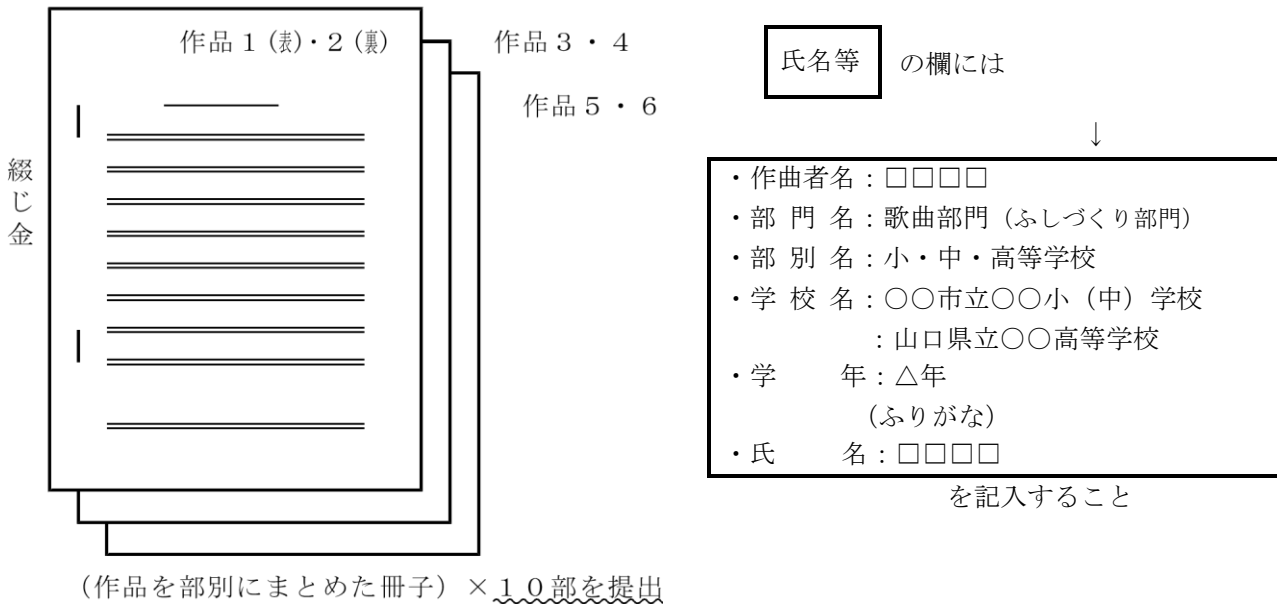 作品１(表)・２(裏)
作品３・４
作品５・６
綴じ金
(作品を部別にまとめた冊子) ×１０部を提出
氏名等 の欄には
↓
・作曲者名：□□□□
・部 門 名：歌曲部門（ふしづくり部門）
・部 別 名：小・中・高等学校
・学 校 名：○○市立○○小（中）学校
：山口県立○○高等学校
・学　　年：△年
（ふりがな）
・氏　　名：□□□□
を記入すること